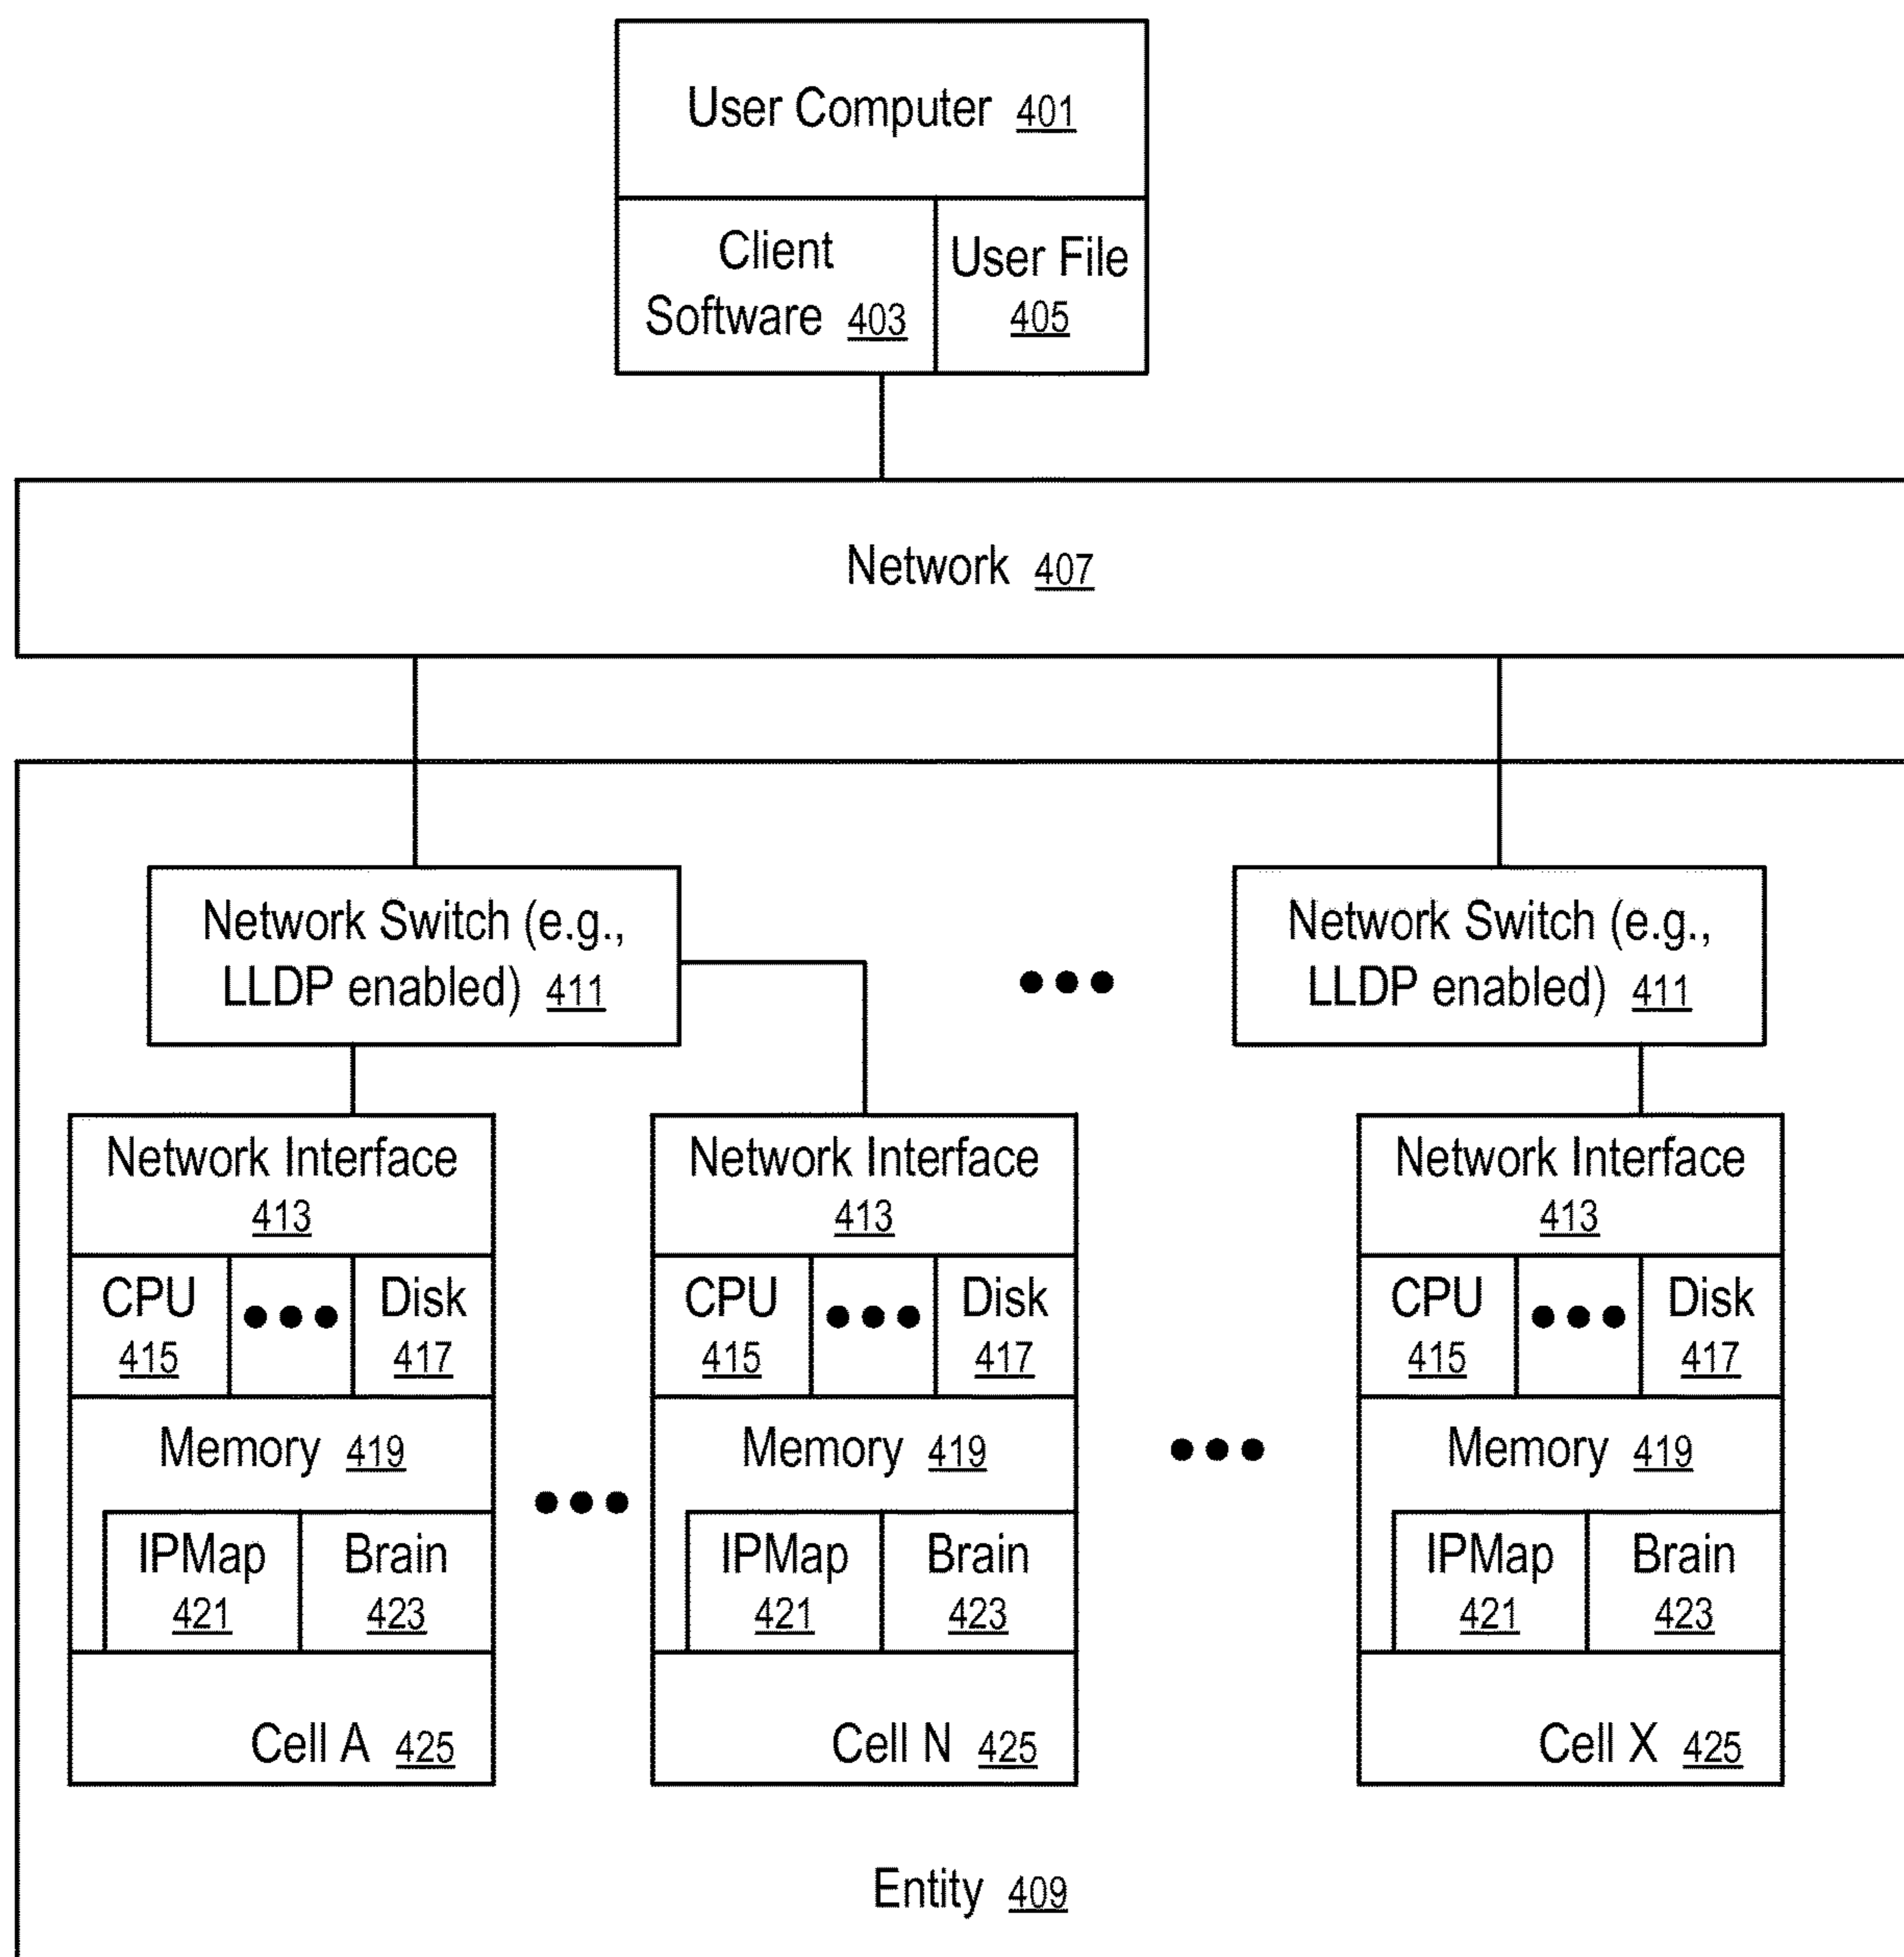 User Computer 401
Client
Software 403
User File
405
Network 407
Network Switch (e.g.,
LLDP enabled) 411
Network Switch (e.g.,
LLDP enabled) 411
Network Interface
413
CPU
415
Disk
417
Memory 419
IPMap
421
Brain
423
Cell A 425
Network Interface
413
CPU
415
Disk
417
Memory 419
IPMap
421
Brain
423
Cell N 425
Network Interface
413
CPU
415
Disk
417
Memory 419
IPMap
421
Brain
423
Cell X 425
Entity 409